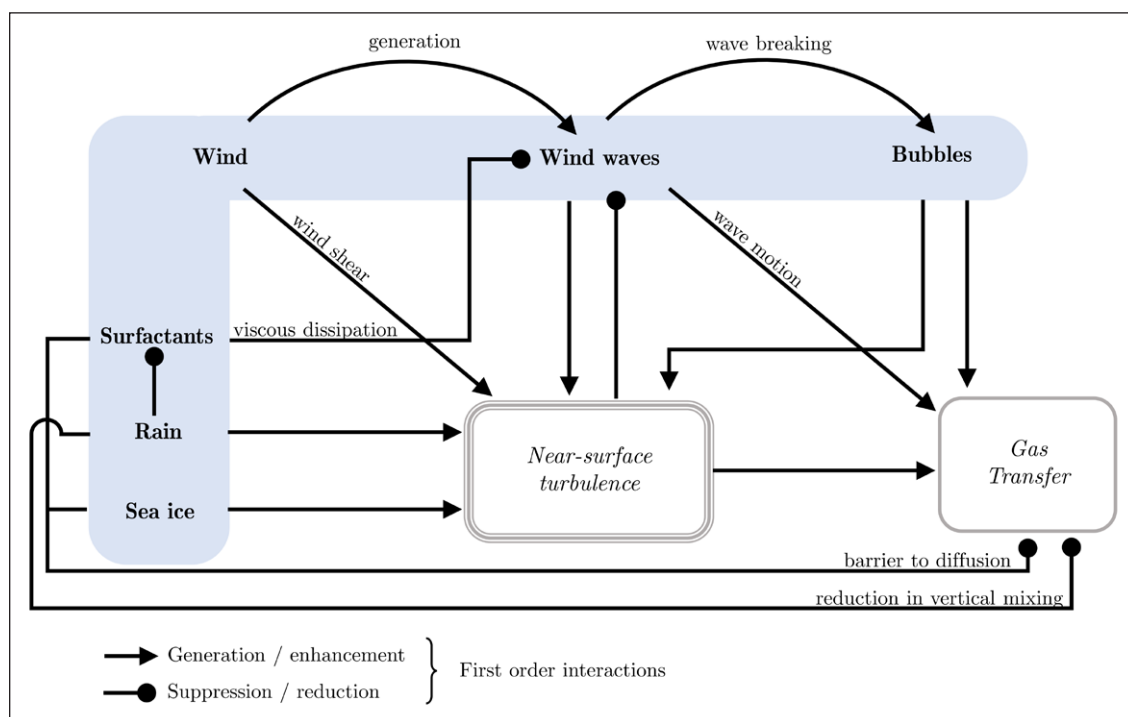 generation
wave breaking
Wind
Wind waves
Bubbles
wind shear
wave motion
Surfactants
viscous dissipation
Rain
Near-surface
turbulence
Gas
Transfer
Sea ice
barrier to diffusion
reduction in vertical mixing
Generation / enhancement
Suppression / reduction
First order interactions